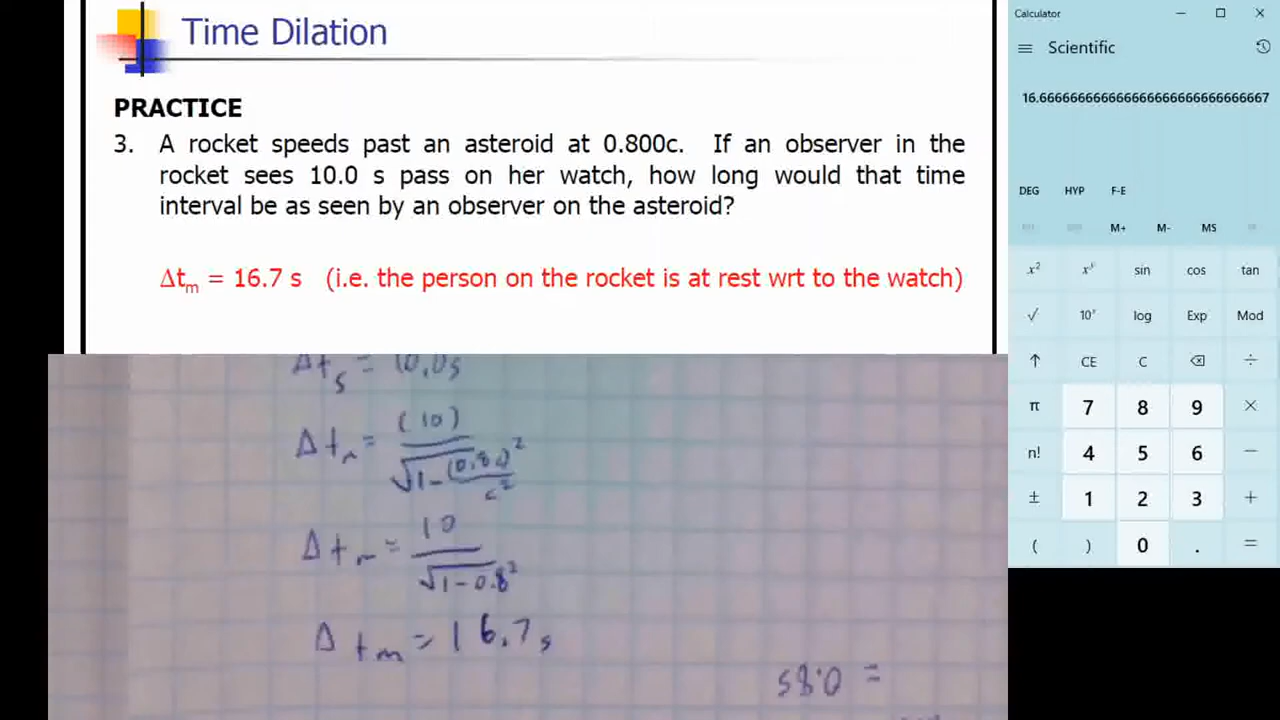 Time Dilation
PRACTICE
3. A rocket speeds past an asteroid at 0.800c. If an observer in the
rocket sees 10.0 s pass on her watch, how long would that time
interval be as seen by an observer on the asteroid?
Δtm = 16.7 s (i.e. the person on the rocket is at rest wrt to the watch)
Δts = 10.0s
Δtm = (10) / √1-(0.8c)²/c²
Δtm = 10 / √1-0.8²
Δtm = 16.7s
58.0 =
Calculator
Scientific
16.666666666666666666666666666667
DEG HYP F-E
M+ M- MS
x² xʸ sin cos tan
√ 10ˣ log Exp Mod
↑ CE C ⌫ ÷
π 7 8 9 ×
n! 4 5 6 −
± 1 2 3 +
( ) 0 . =